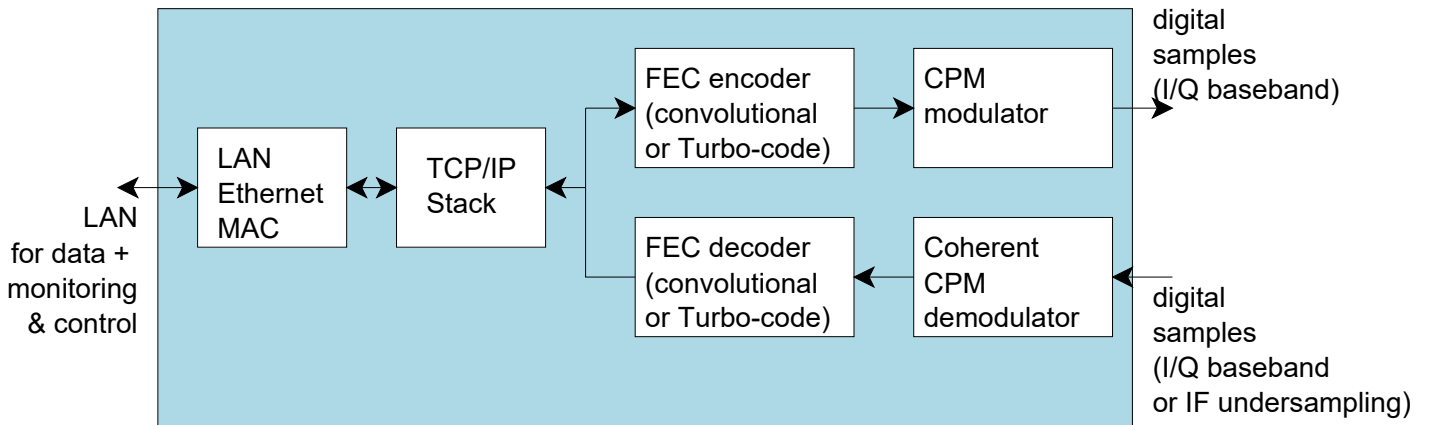 LAN
for data +
monitoring
& control
LAN
Ethernet
MAC
TCP/IP
Stack
FEC encoder
(convolutional
or Turbo-code)
CPM
modulator
digital
samples
(I/Q baseband)
FEC decoder
(convolutional
or Turbo-code)
Coherent
CPM
demodulator
digital
samples
(I/Q baseband
or IF undersampling)